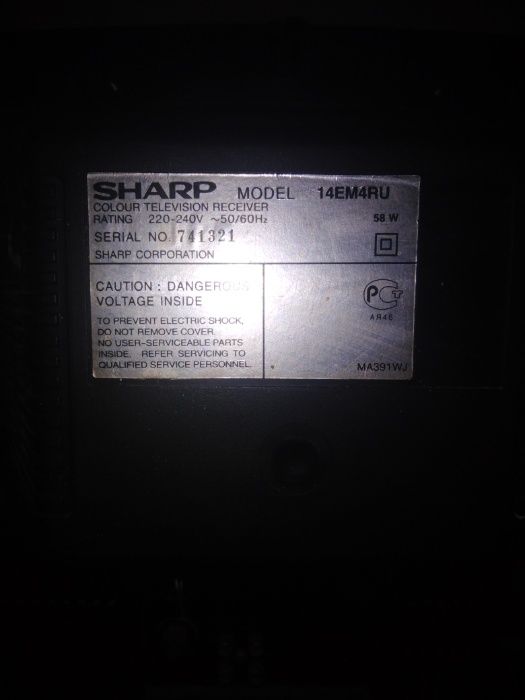 SHARP MODEL 14EM4RU
COLOUR TELEVISION RECEIVER
RATING 220-240V ~50/60Hz 58 W
SERIAL NO. 741321
SHARP CORPORATION
CAUTION : DANGEROUS
VOLTAGE INSIDE
TO PREVENT ELECTRIC SHOCK,
DO NOT REMOVE COVER.
NO USER-SERVICEABLE PARTS
INSIDE. REFER SERVICING TO
QUALIFIED SERVICE PERSONNEL.
РСТ
АЯ46
MA391WJ